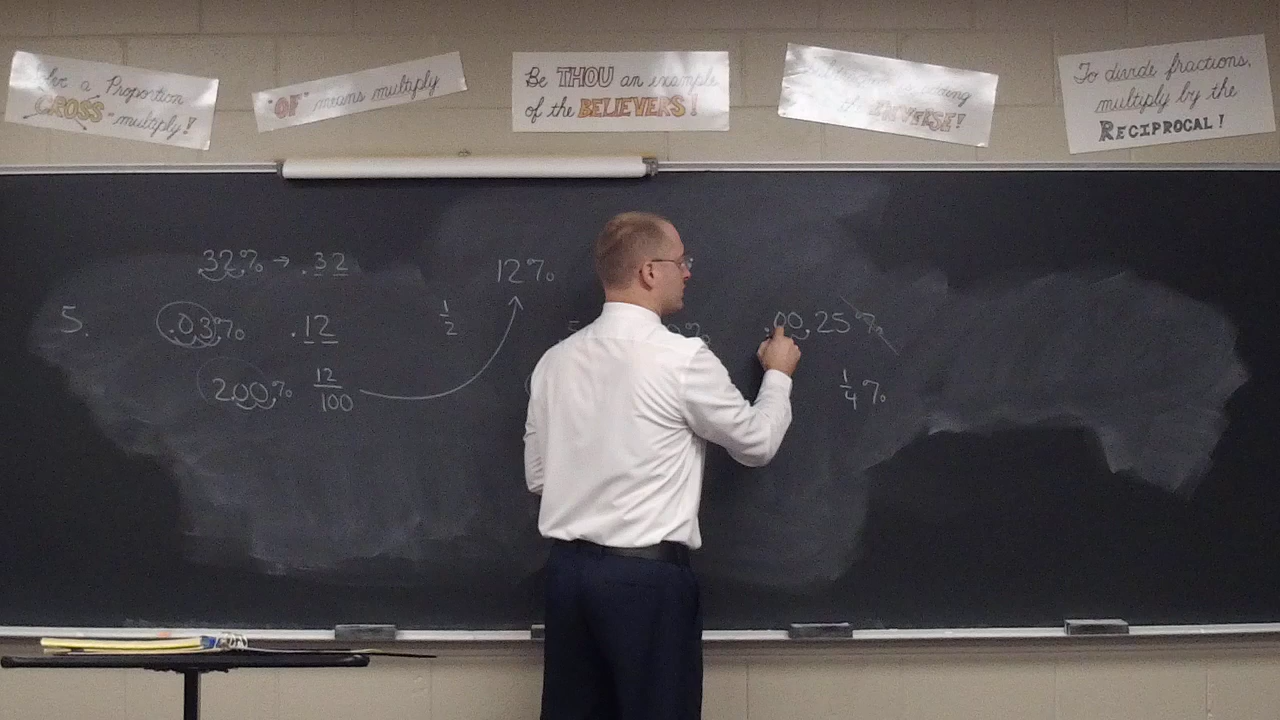 a Proportion
CROSS-multiply!
"OF" means multiply
Be THOU an example
of the BELIEVERS!
the INVERSE!
To divide fractions,
multiply by the
RECIPROCAL!
32% → .32
12%
5.
.03%
.12
1/2
.00.25%
200%
12/100
1/4%